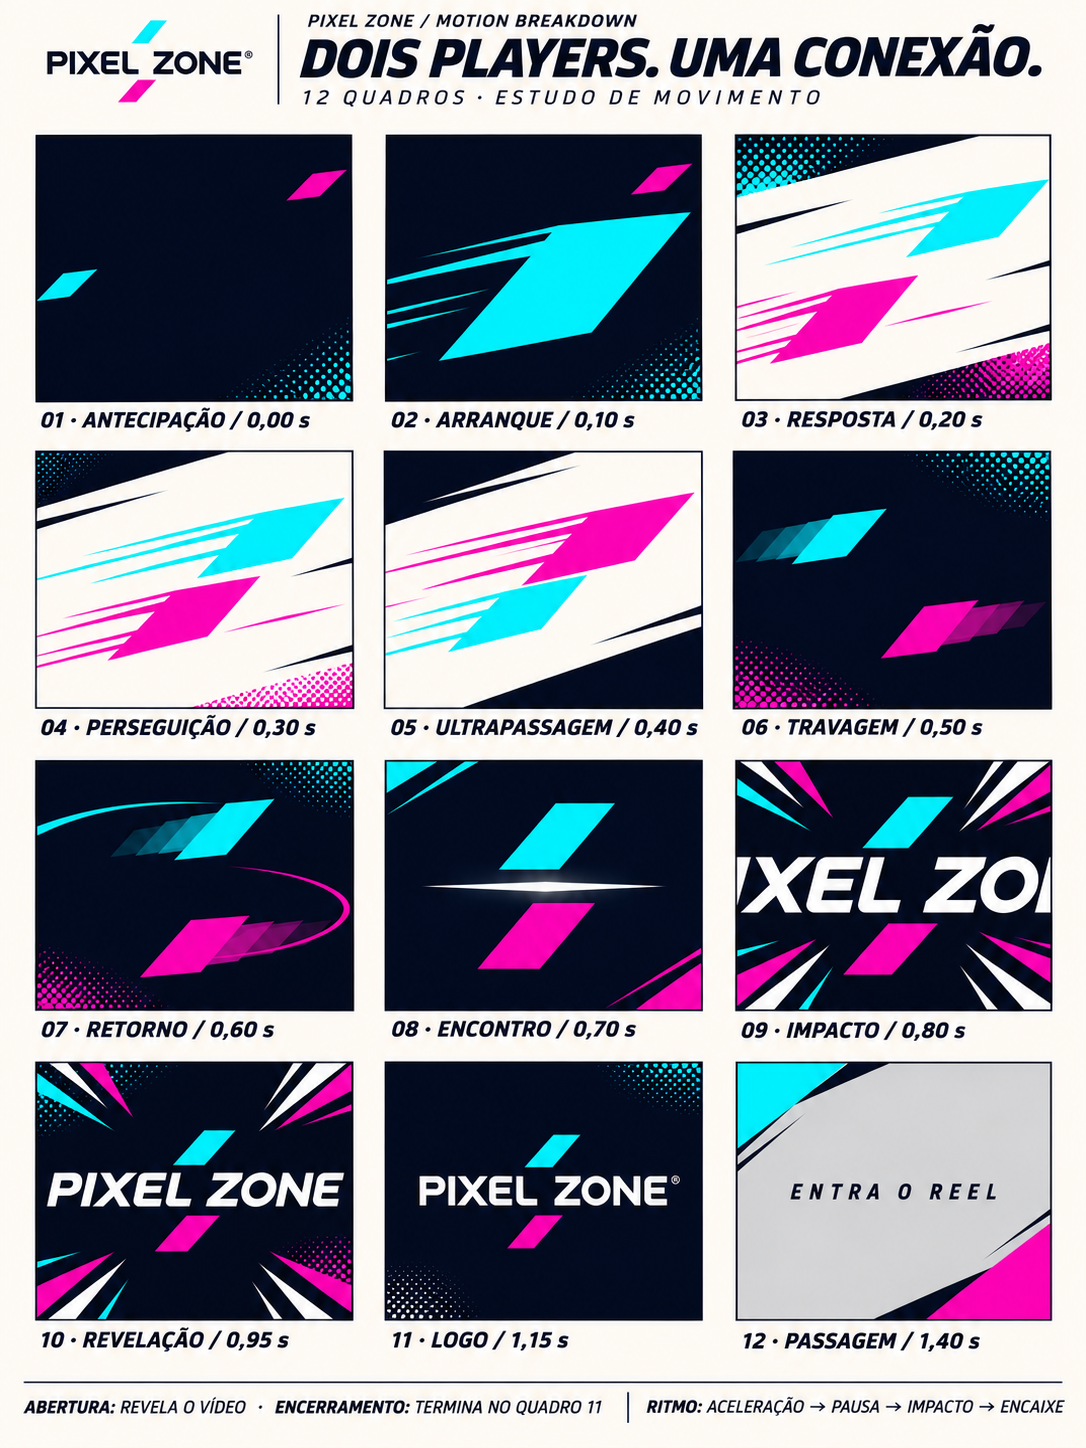 PIXEL ZONE®
PIXEL ZONE / MOTION BREAKDOWN
DOIS PLAYERS. UMA CONEXÃO.
12 QUADROS · ESTUDO DE MOVIMENTO
01 · ANTECIPAÇÃO / 0,00 s
02 · ARRANQUE / 0,10 s
03 · RESPOSTA / 0,20 s
04 · PERSEGUIÇÃO / 0,30 s
05 · ULTRAPASSAGEM / 0,40 s
06 · TRAVAGEM / 0,50 s
07 · RETORNO / 0,60 s
08 · ENCONTRO / 0,70 s
IXEL ZO
09 · IMPACTO / 0,80 s
PIXEL ZONE
10 · REVELAÇÃO / 0,95 s
PIXEL ZONE®
11 · LOGO / 1,15 s
ENTRA O REEL
12 · PASSAGEM / 1,40 s
ABERTURA: REVELA O VÍDEO · ENCERRAMENTO: TERMINA NO QUADRO 11
RITMO: ACELERAÇÃO → PAUSA → IMPACTO → ENCAIXE